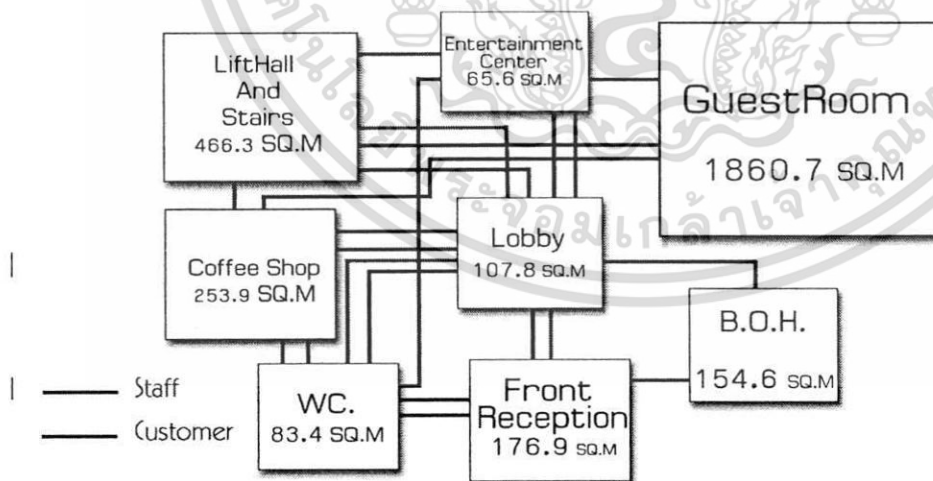 LiftHall
And
Stairs
466.3 SQ.M
Entertainment
Center
65.6 SQ.M
GuestRoom
1860.7 SQ.M
Coffee Shop
253.9 SQ.M
Lobby
107.8 SQ.M
B.O.H.
154.6 SQ.M
WC.
83.4 SQ.M
Front
Reception
176.9 SQ.M
Staff
Customer